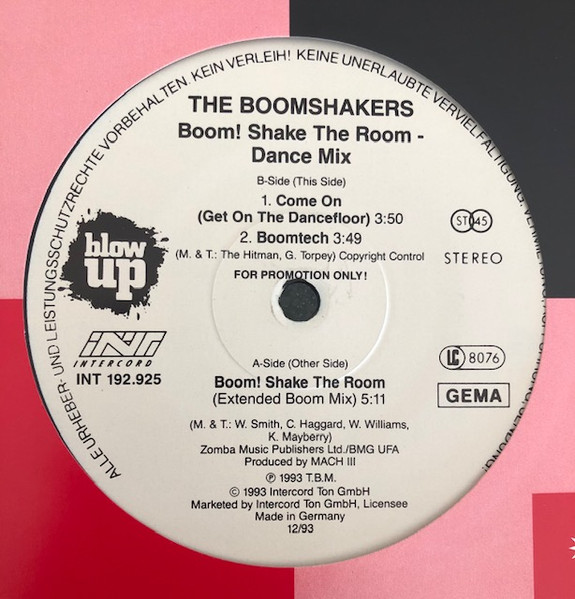 ALLE URHEBER- UND LEISTUNGSSCHUTZRECHTE VORBEHALTEN. KEIN VERLEIH! KEINE UNERLAUBTE VERVIELFÄLTIGUNG,
THE BOOMSHAKERS
Boom! Shake The Room -
Dance Mix
B-Side (This Side)
1. Come On
(Get On The Dancefloor) 3:50
2. Boomtech 3:49
(M. & T.: The Hitman, G. Torpey) Copyright Control
FOR PROMOTION ONLY!
blow
up
ST 45
STEREO
INT
INTERCORD
INT 192.925
LC 8076
GEMA
A-Side (Other Side)
Boom! Shake The Room
(Extended Boom Mix) 5:11
(M. & T.: W. Smith, C. Haggard, W. Williams,
K. Mayberry)
Zomba Music Publishers Ltd./BMG UFA
Produced by MACH III
Ⓟ 1993 T.B.M.
© 1993 Intercord Ton GmbH
Marketed by Intercord Ton GmbH, Licensee
Made in Germany
12/93